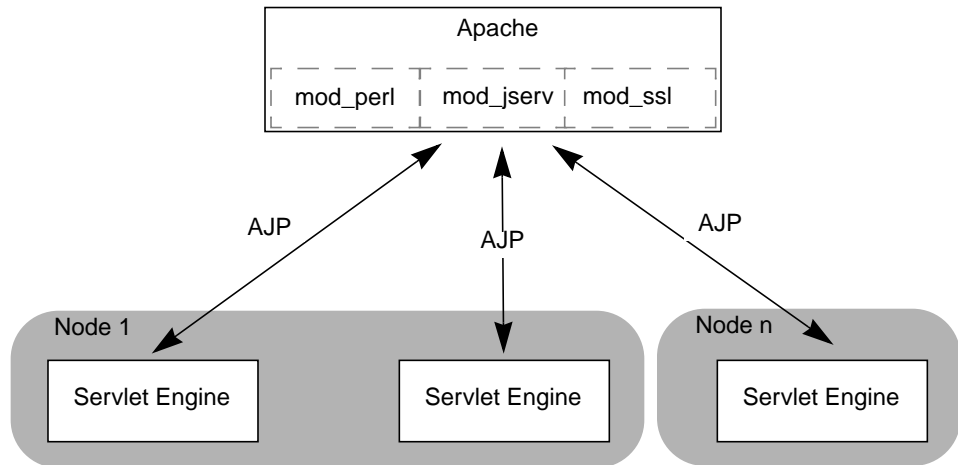 Apache
mod_perl
mod_jserv
mod_ssl
AJP
AJP
AJP
Node 1
Node n
Servlet Engine
Servlet Engine
Servlet Engine